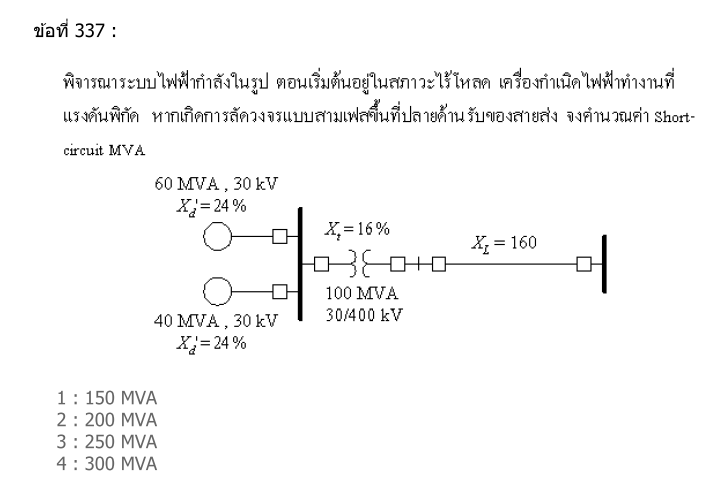 ข้อที่ 337 :
พิจารณาระบบไฟฟ้ากำลังในรูป ตอนเริ่มต้นอยู่ในสภาวะไร้โหลด เครื่องกำเนิดไฟฟ้าทำงานที่
แรงดันพิกัด หากเกิดการลัดวงจรแบบสามเฟสขึ้นที่ปลายด้านรับของสายส่ง จงคำนวณค่า Short-
circuit MVA
60 MVA , 30 kV
X_d' = 24 %
X_t = 16 %
X_L = 160
100 MVA
30/400 kV
40 MVA , 30 kV
X_d' = 24 %
1 : 150 MVA
2 : 200 MVA
3 : 250 MVA
4 : 300 MVA